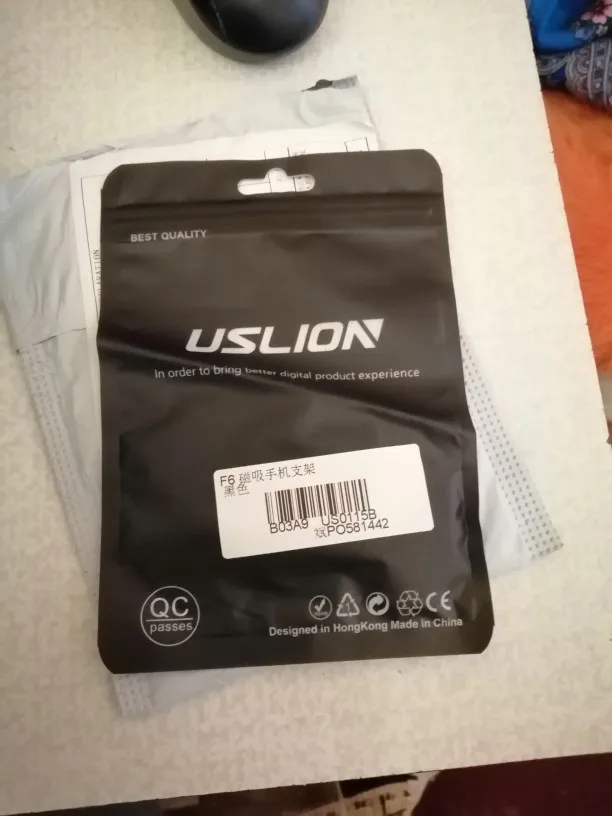 BEST QUALITY
USLION
In order to bring better digital product experience
F6 磁吸手机支架
黑色
B03A9 US0115B
PO581442
QC
passes
CE
Designed in HongKong Made in China